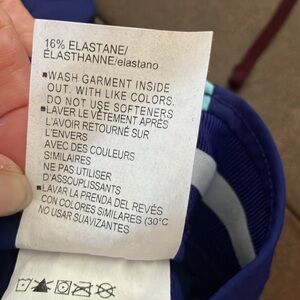 16% ELASTANE/
ÉLASTHANNE/elastano
▪WASH GARMENT INSIDE
OUT. WITH LIKE COLORS.
DO NOT USE SOFTENERS
▪LAVER LE VÊTEMENT APRÈS
L'AVOIR RETOURNÉ SUR
L'ENVERS
AVEC DES COULEURS
SIMILAIRES
NE PAS UTILISER
D'ASSOUPLISSANTS
▪LAVAR LA PRENDA DEL REVÉS
CON COLORES SIMILARES (30°C
NO USAR SUAVIZANTES